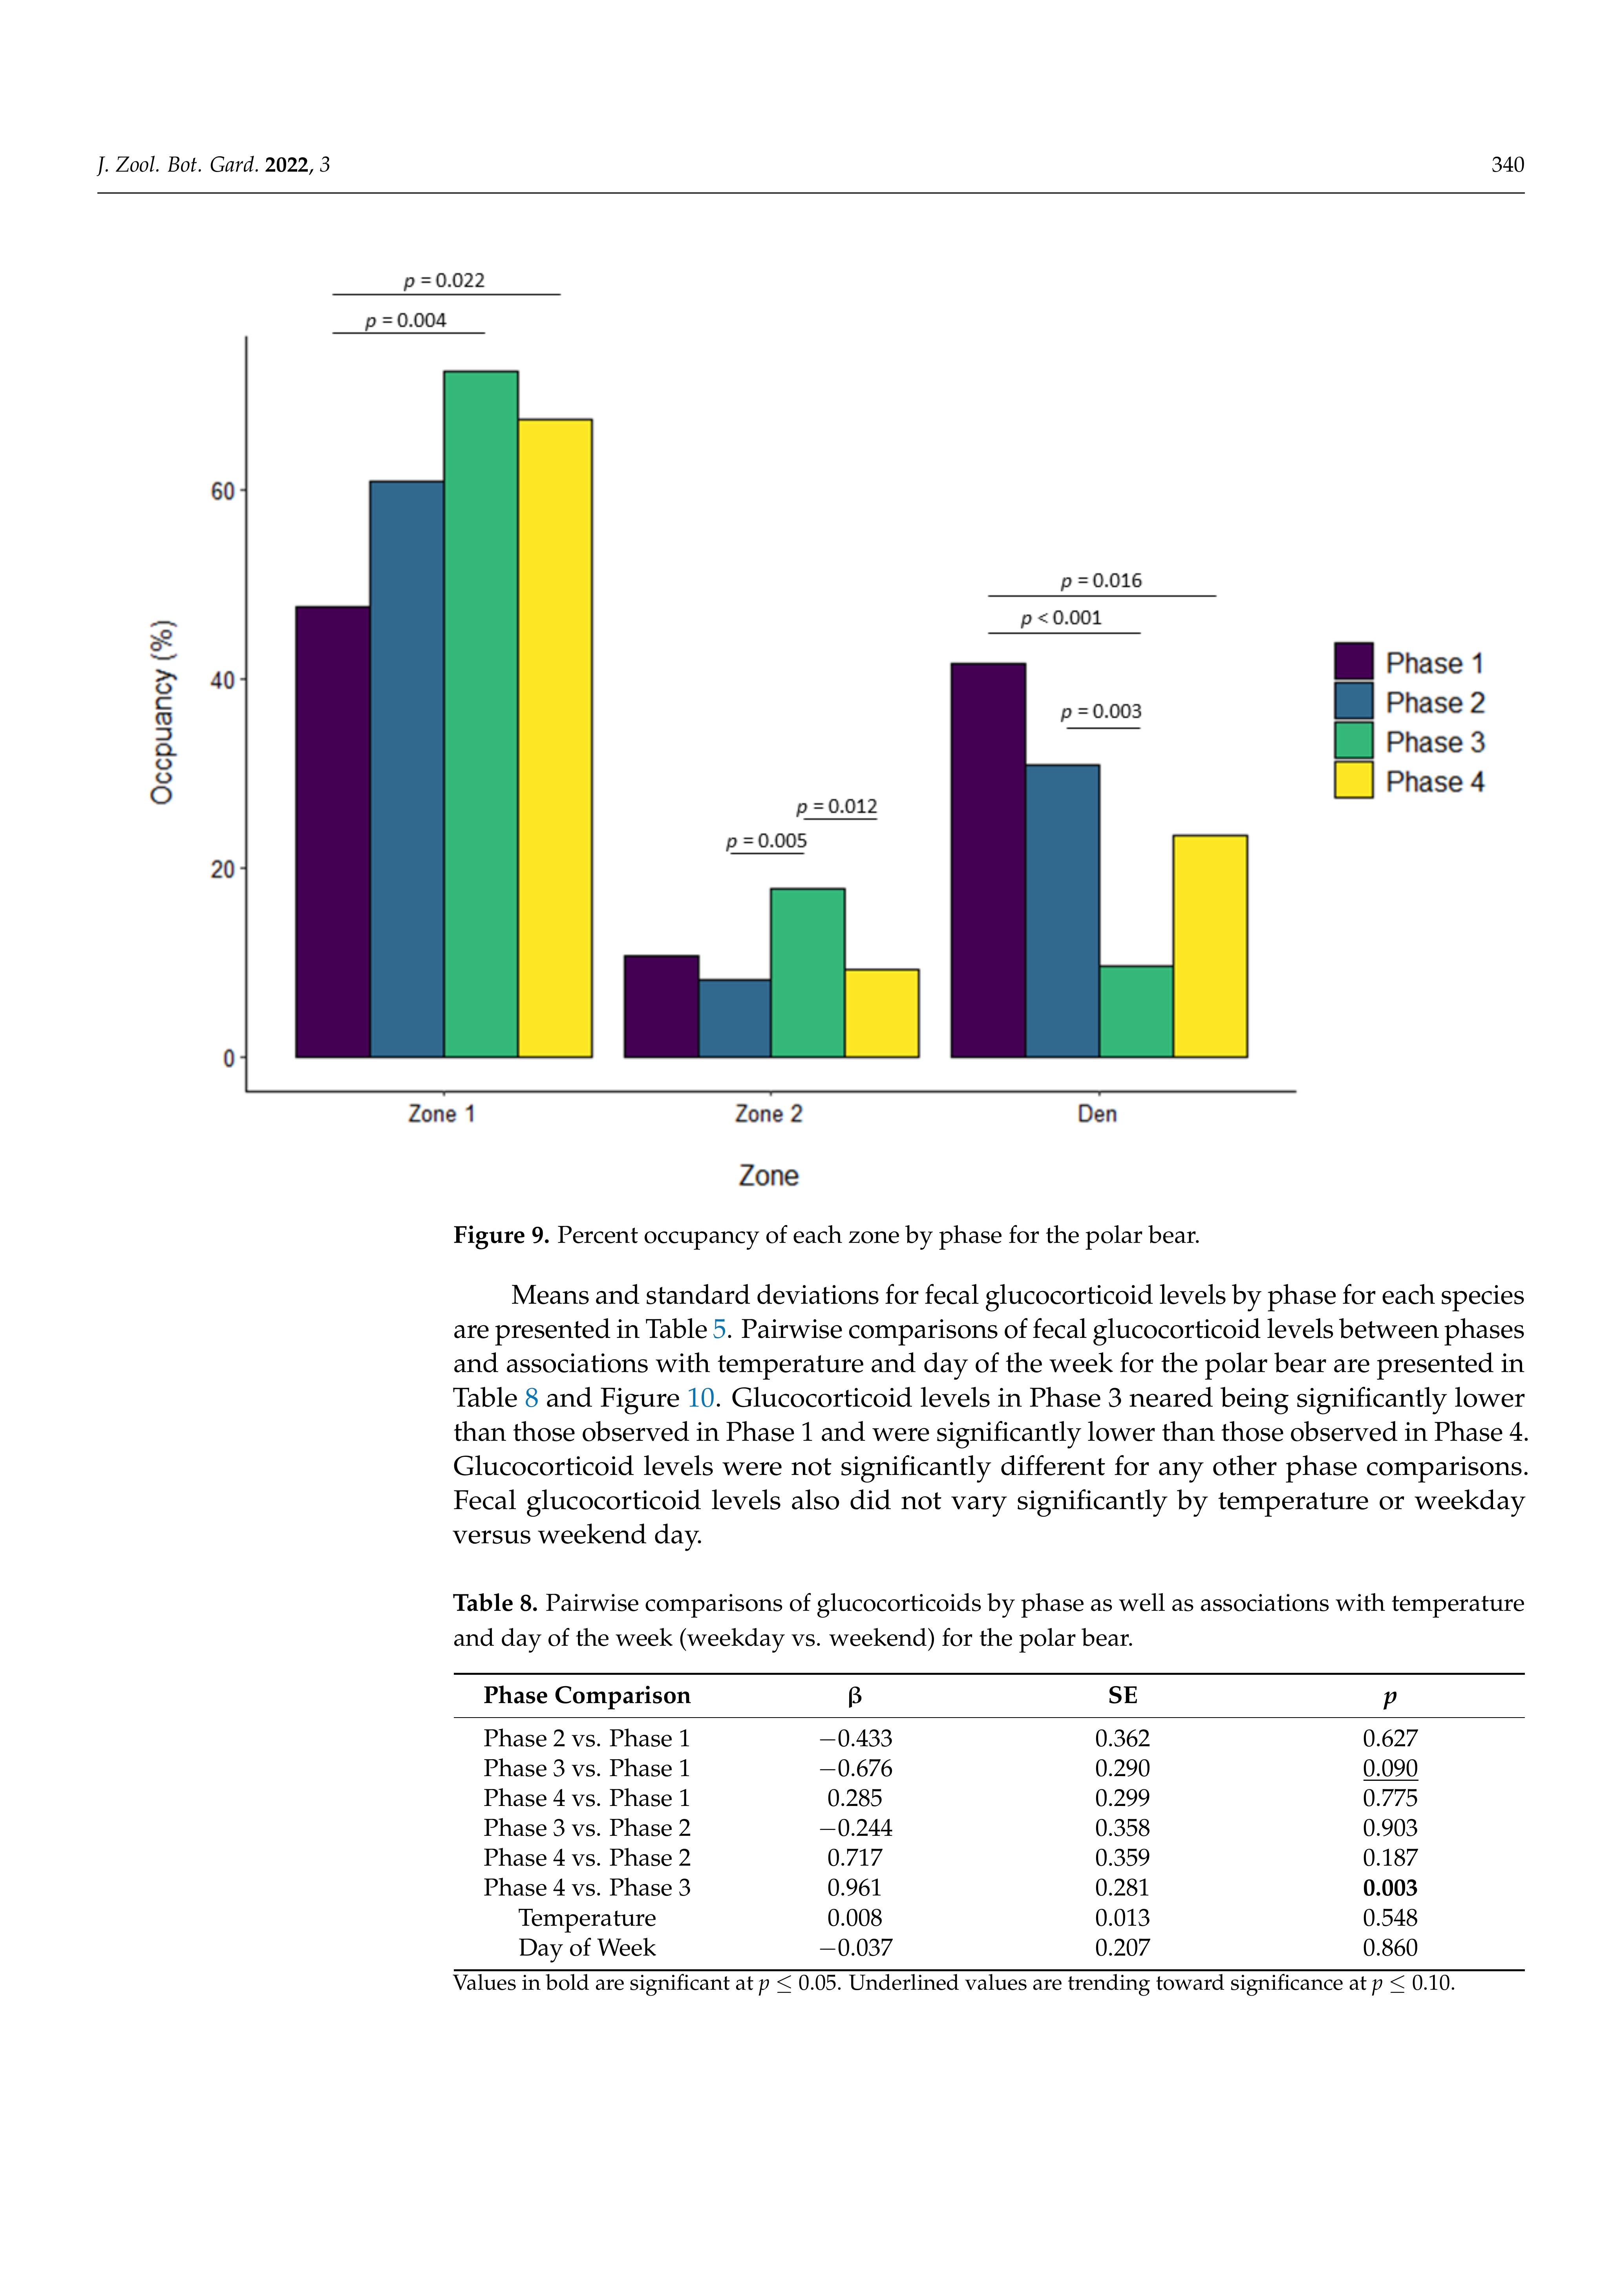 J. Zool. Bot. Gard. 2022, 3
340
p = 0.022
p = 0.004
p = 0.016
p < 0.001
p = 0.003
p = 0.012
p = 0.005
Occpuancy (%)
60
40
20
0
Zone 1
Zone 2
Den
Zone
Phase 1
Phase 2
Phase 3
Phase 4
Figure 9. Percent occupancy of each zone by phase for the polar bear.
Means and standard deviations for fecal glucocorticoid levels by phase for each species
are presented in Table 5. Pairwise comparisons of fecal glucocorticoid levels between phases
and associations with temperature and day of the week for the polar bear are presented in
Table 8 and Figure 10. Glucocorticoid levels in Phase 3 neared being significantly lower
than those observed in Phase 1 and were significantly lower than those observed in Phase 4.
Glucocorticoid levels were not significantly different for any other phase comparisons.
Fecal glucocorticoid levels also did not vary significantly by temperature or weekday
versus weekend day.
Table 8. Pairwise comparisons of glucocorticoids by phase as well as associations with temperature
and day of the week (weekday vs. weekend) for the polar bear.
Phase Comparison β SE p
Phase 2 vs. Phase 1 −0.433 0.362 0.627
Phase 3 vs. Phase 1 −0.676 0.290 0.090
Phase 4 vs. Phase 1 0.285 0.299 0.775
Phase 3 vs. Phase 2 −0.244 0.358 0.903
Phase 4 vs. Phase 2 0.717 0.359 0.187
Phase 4 vs. Phase 3 0.961 0.281 0.003
Temperature 0.008 0.013 0.548
Day of Week −0.037 0.207 0.860
Values in bold are significant at p ≤ 0.05. Underlined values are trending toward significance at p ≤ 0.10.